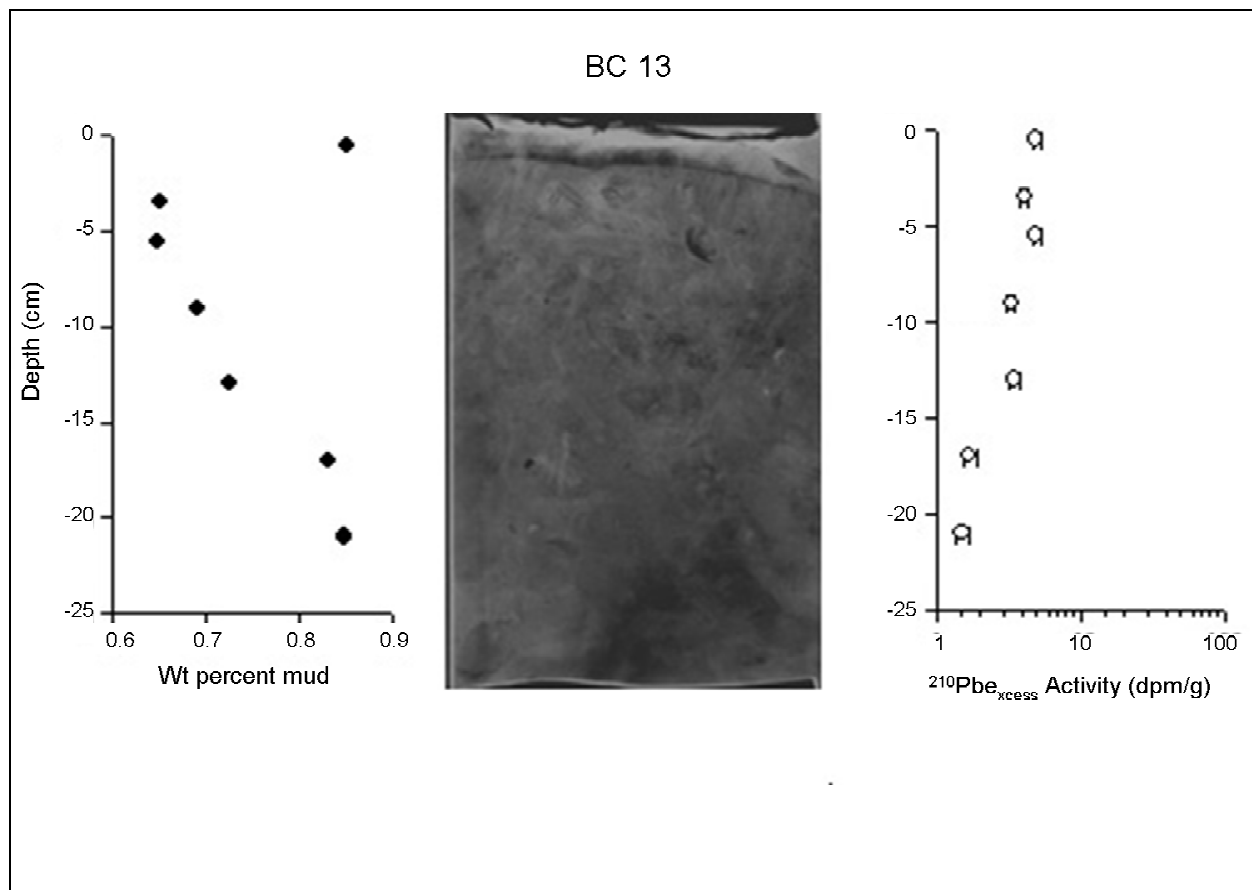 BC 13
0
-5
-10
-15
-20
-25
Depth (cm)
0.6 0.7 0.8 0.9
Wt percent mud
0
-5
-10
-15
-20
-25
1 10 100
²¹⁰Pbeₓcₑₛₛ Activity (dpm/g)